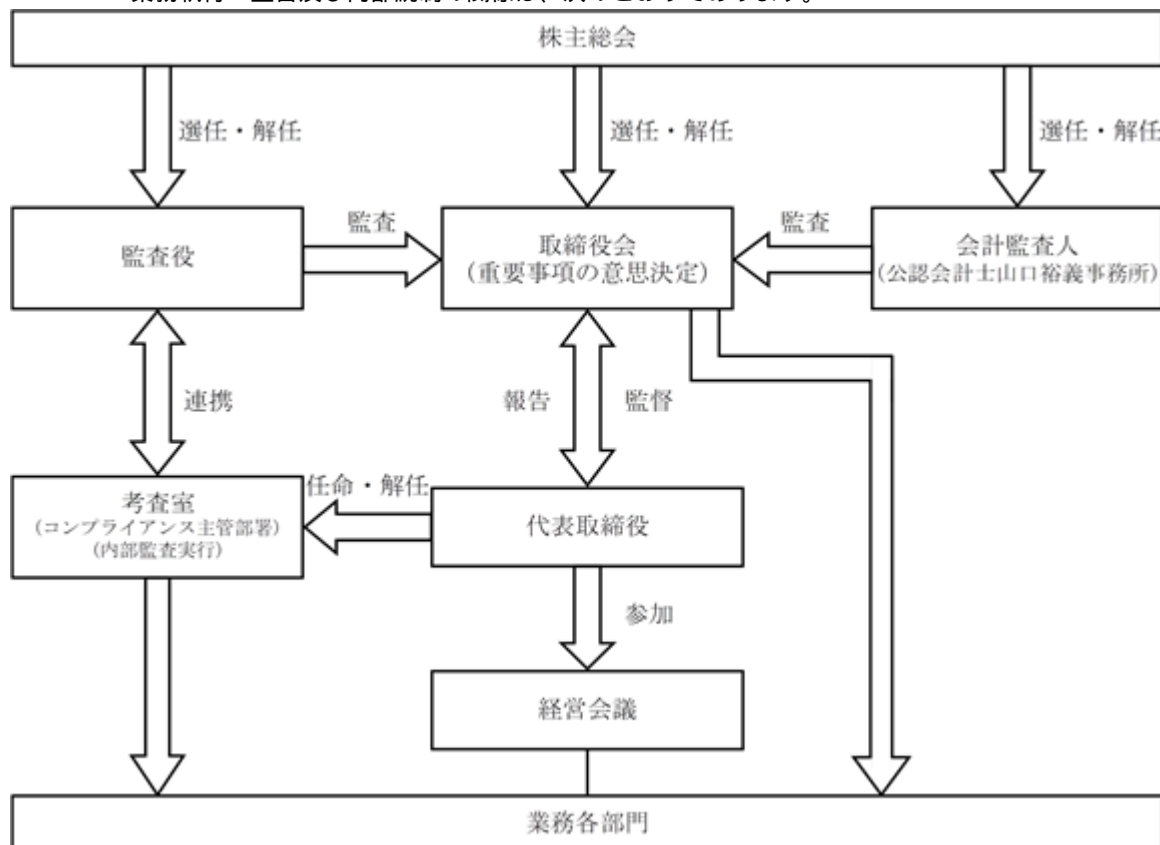 株主総会
選任・解任
選任・解任
選任・解任
監査役
監査
取締役会
(重要事項の意思決定)
監査
会計監査人
(公認会計士山口裕義事務所)
連携
報告
監督
考査室
(コンプライアンス主管部署)
(内部監査実行)
任命・解任
代表取締役
参加
経営会議
業務各部門